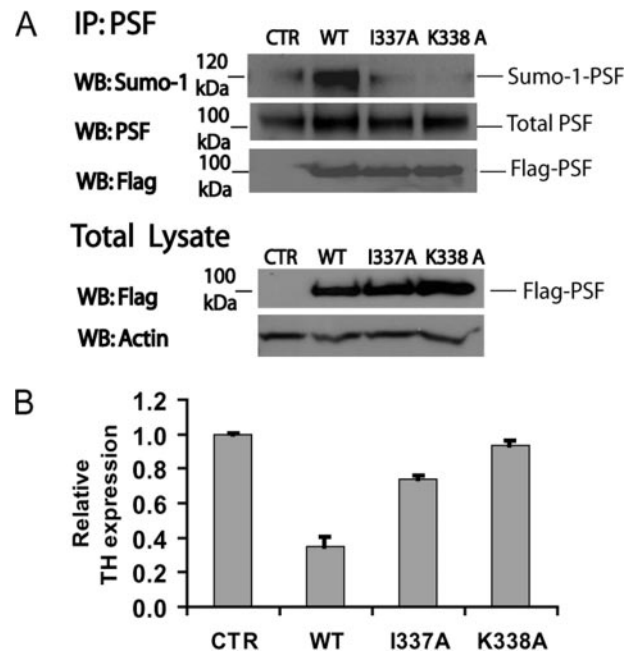 A
IP: PSF
CTR WT I337A K338 A
WB: Sumo-1 120 kDa Sumo-1-PSF
WB: PSF 100 kDa Total PSF
WB: Flag 100 kDa Flag-PSF
Total Lysate
CTR WT I337A K338 A
WB: Flag 100 kDa Flag-PSF
WB: Actin
B
Relative TH expression
1.2
1.0
0.8
0.6
0.4
0.2
0.0
CTR WT I337A K338A